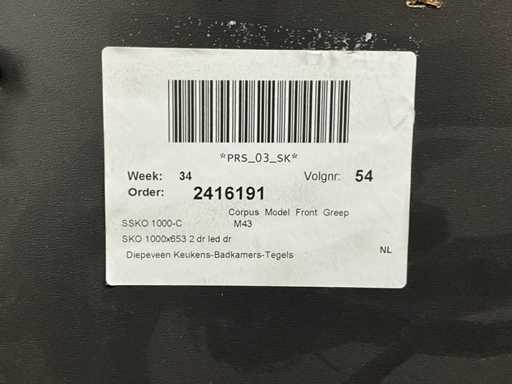 *PRS_03_SK*
Week: 34 Volgnr: 54
Order: 2416191
Corpus Model Front Greep
SSKO 1000-C M43
SKO 1000x653 2 dr led dr
Diepeveen Keukens-Badkamers-Tegels NL